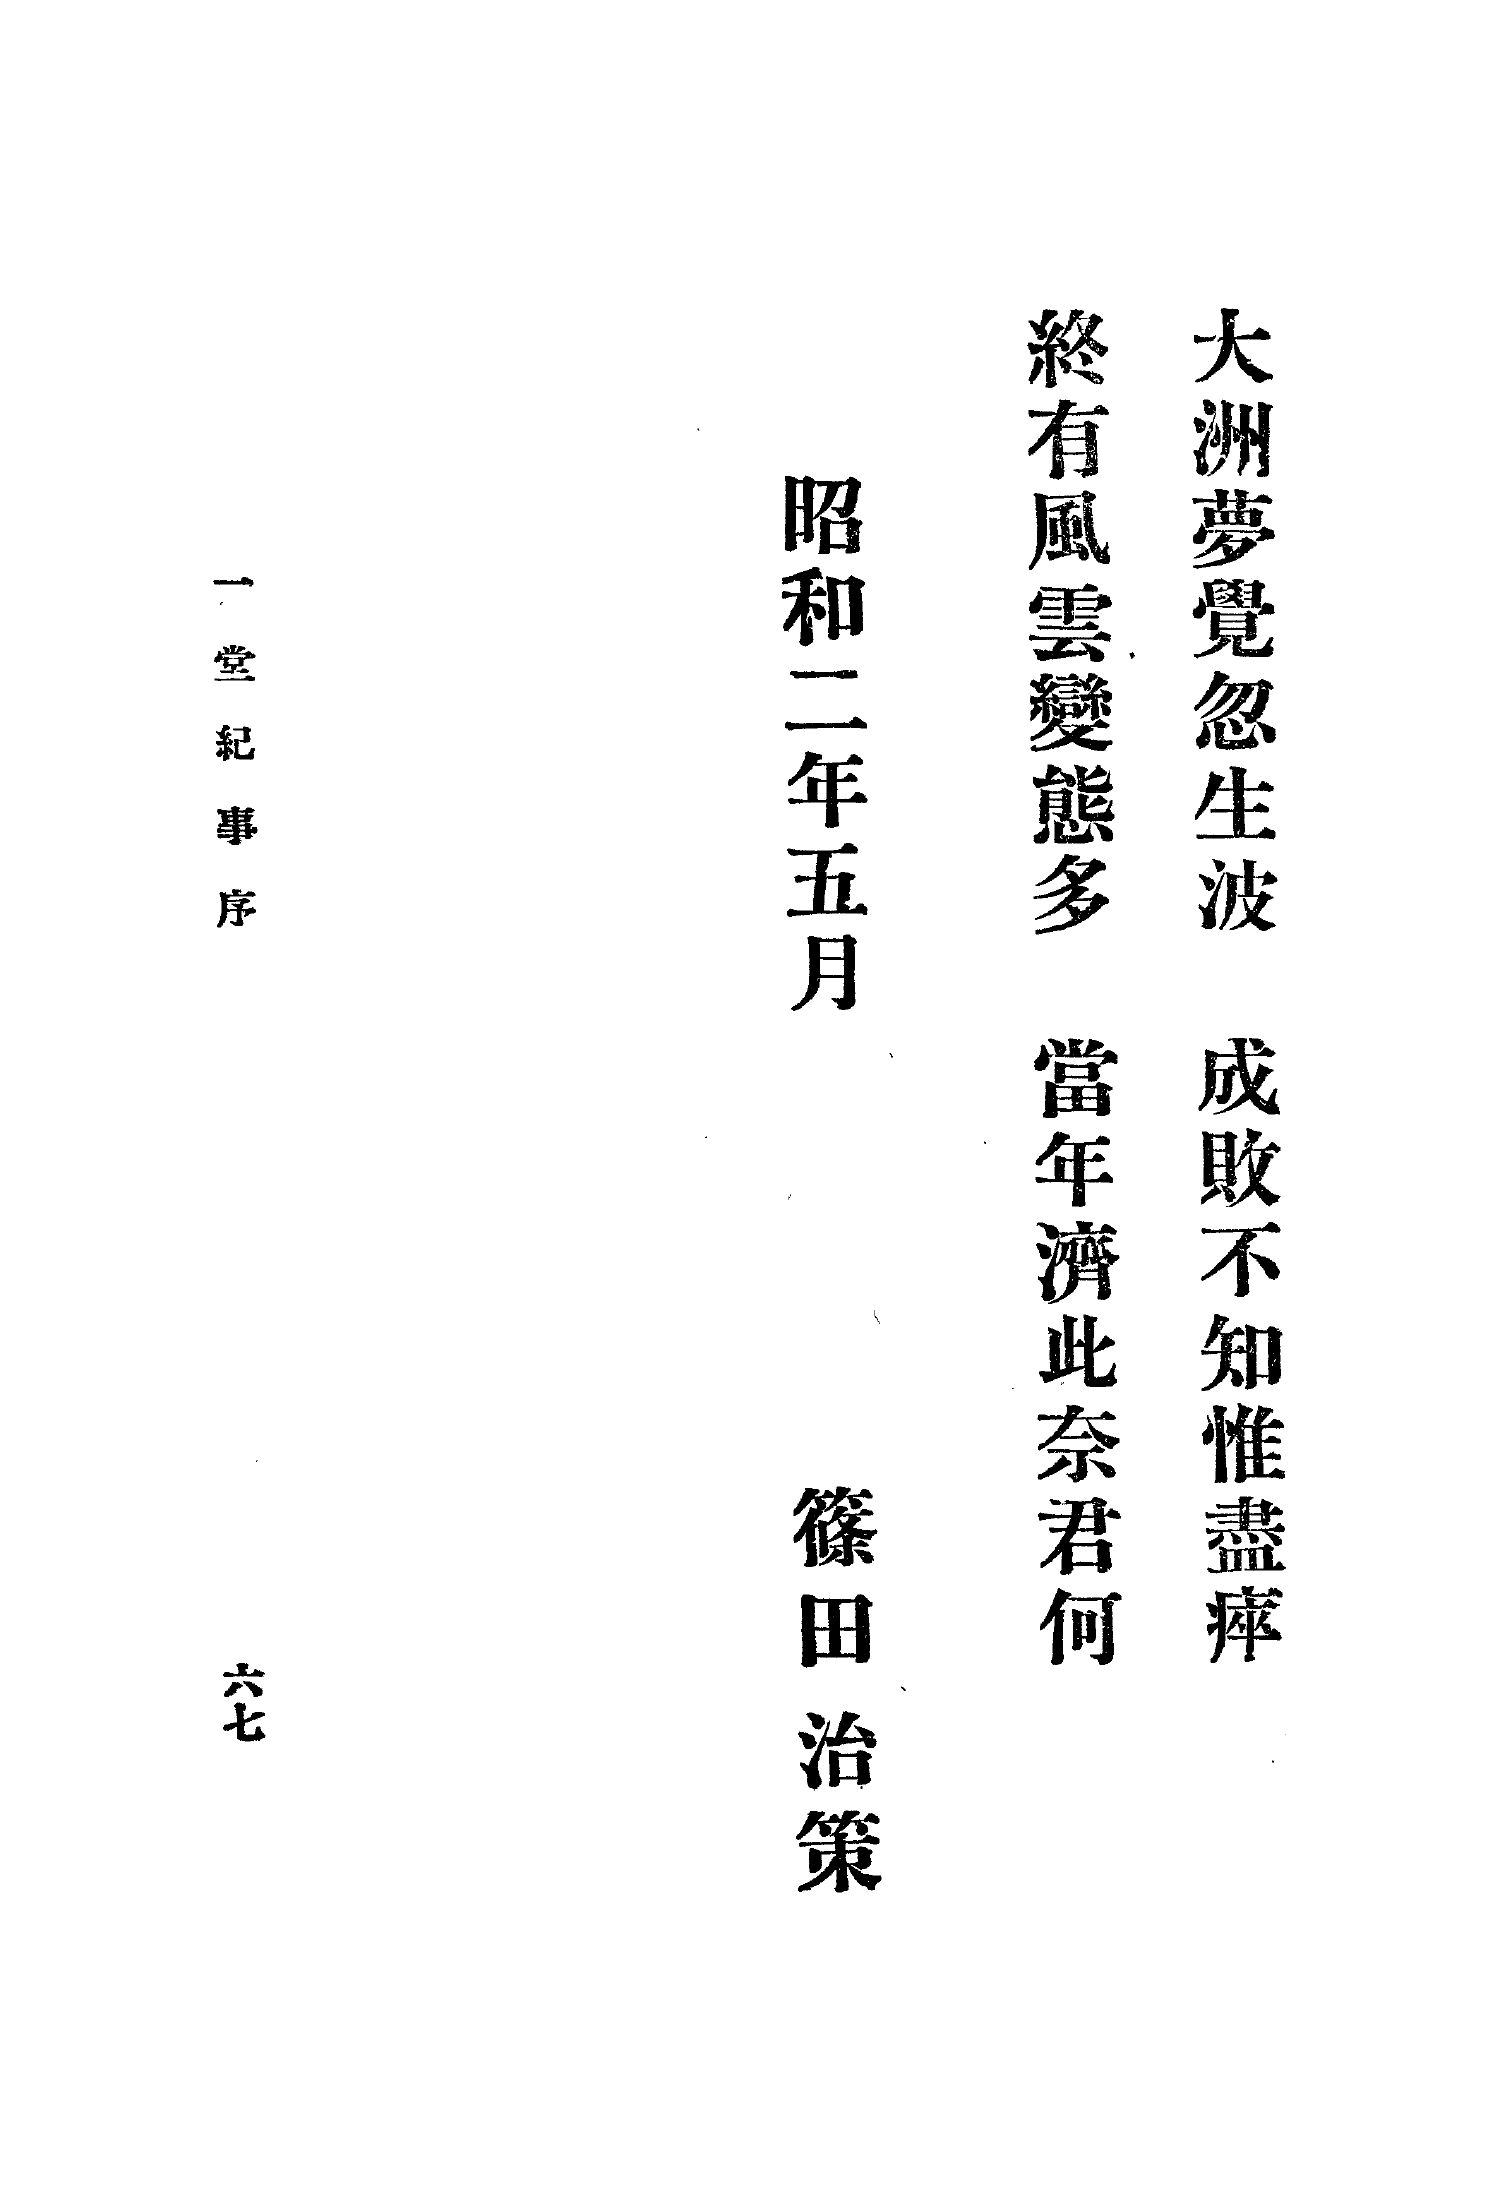 大洲夢覺忽生波　成敗不知惟盡瘁
終有風雲變態多　當年濟此奈君何
昭和二年五月　篠田治策
一堂紀事序　六七